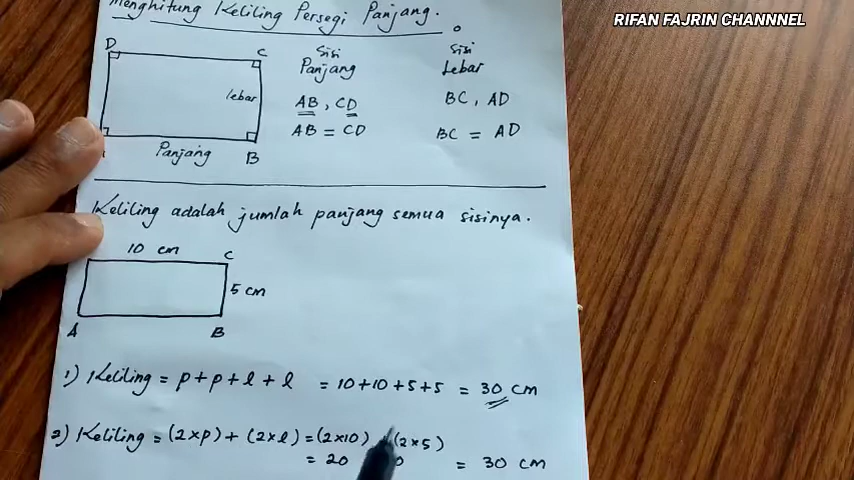 Menghitung Keliling Persegi Panjang.
RIFAN FAJRIN CHANNNEL
D
C
lebar
Panjang
B
Sisi
Panjang
AB, CD
AB = CD
Sisi
Lebar
BC, AD
BC = AD
Keliling adalah jumlah panjang semua sisinya.
10 cm
C
5 cm
A
B
1) Keliling = p+p+l+l = 10+10+5+5 = 30 cm
2) Keliling = (2×p) + (2×l) = (2×10) (2×5)
= 20 = 30 cm